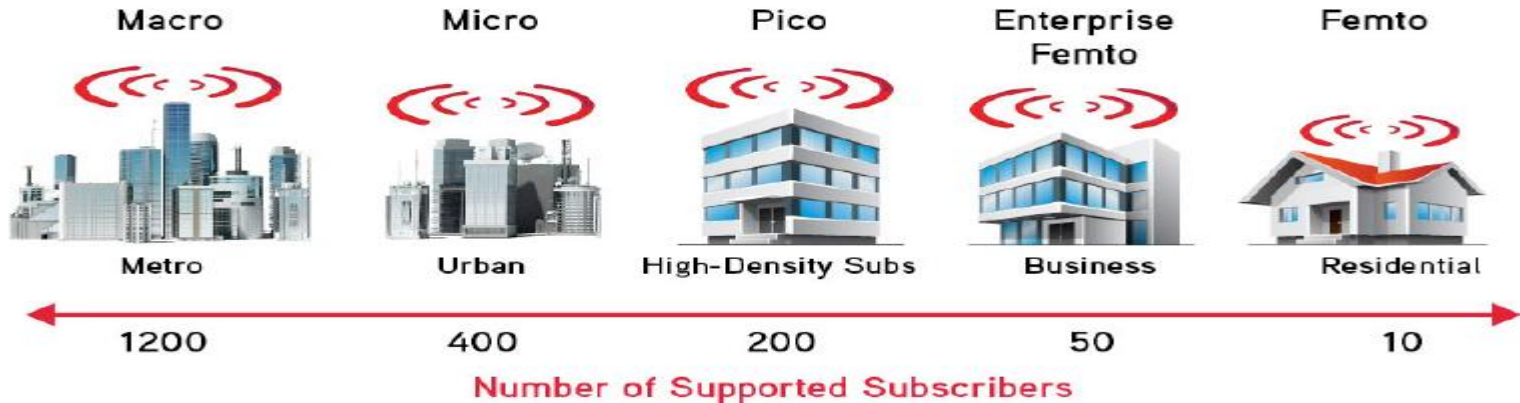 Macro
Micro
Pico
Enterprise
Femto
Femto
Metro
Urban
High-Density Subs
Business
Residential
1200
400
200
50
10
Number of Supported Subscribers